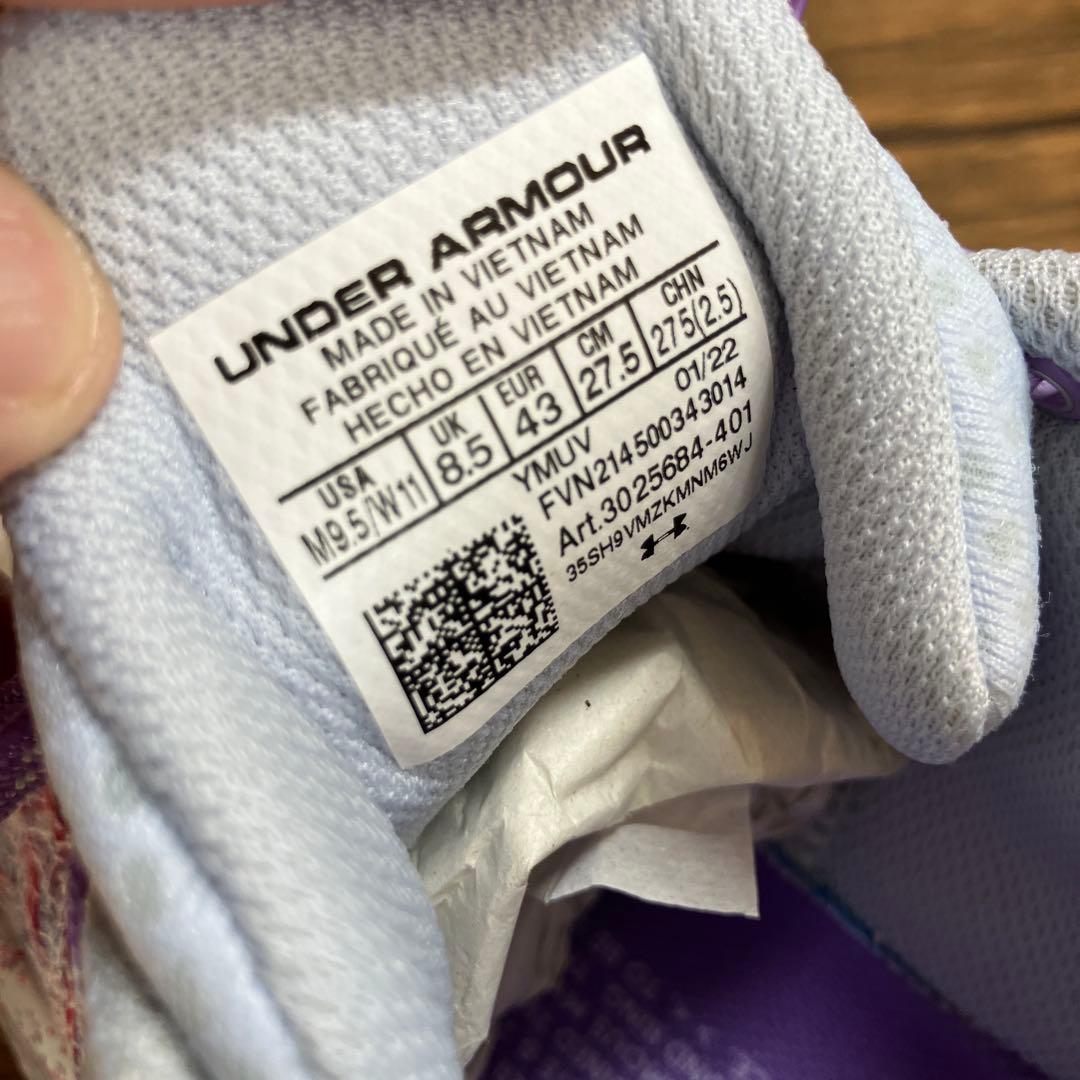 UNDER ARMOUR
MADE IN VIETNAM
FABRIQUÉ AU VIETNAM
HECHO EN VIETNAM
USA UK EUR CM CHN
M9.5/W11 8.5 43 27.5 275(2.5)
YMUV 01/22
FVN214500343014
Art.3025684-401
35SH9VMZKMNM6WJ